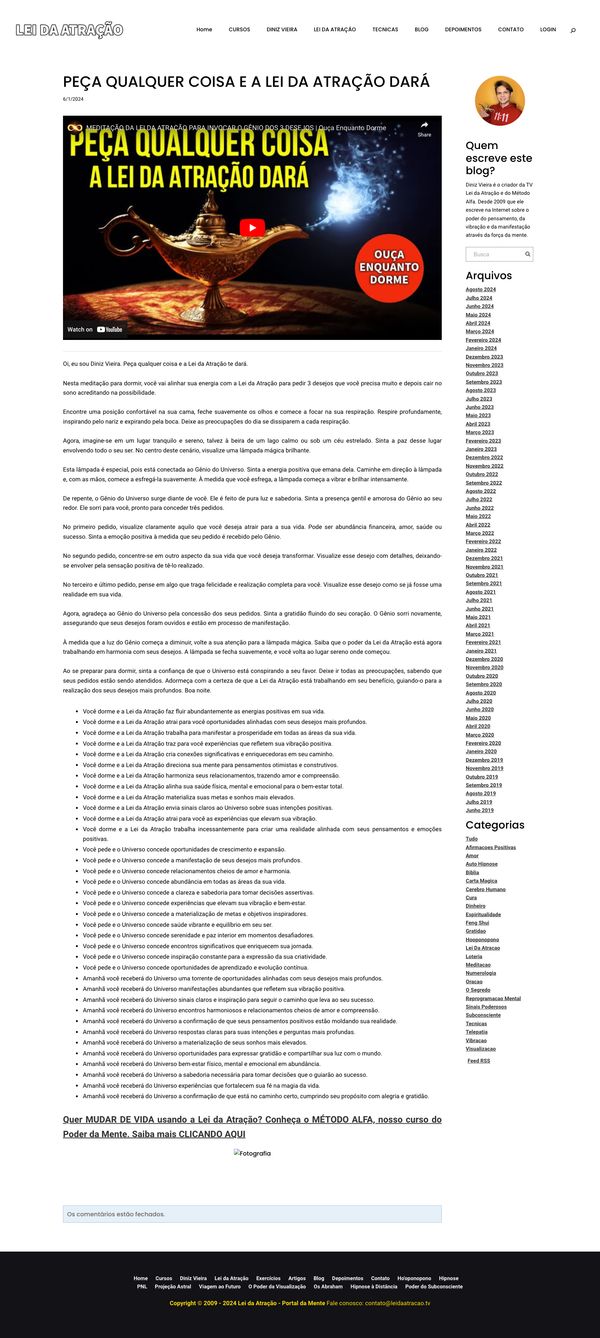 LEI DA ATRAÇÃO
Home CURSOS DINIZ VIEIRA LEI DA ATRAÇÃO TECNICAS BLOG DEPOIMENTOS CONTATO LOGIN
PEÇA QUALQUER COISA E A LEI DA ATRAÇÃO DARÁ
6/1/2024
MEDITAÇÃO DA LEI DA ATRAÇÃO PARA INVOCAR O GÊNIO DOS 3 DESEJOS | Ouça Enquanto Dorme
Share
PEÇA QUALQUER COISA
A LEI DA ATRAÇÃO DARÁ
OUÇA
ENQUANTO
DORME
Watch on YouTube
Oi, eu sou Diniz Vieira. Peça qualquer coisa e a Lei da Atração te dará.
Nesta meditação para dormir, você vai alinhar sua energia com a Lei da Atração para pedir 3 desejos que você precisa muito e depois cair no
sono acreditando na possibilidade.
Encontre uma posição confortável na sua cama, feche suavemente os olhos e comece a focar na sua respiração. Respire profundamente,
inspirando pelo nariz e expirando pela boca. Deixe as preocupações do dia se dissiparem a cada respiração.
Agora, imagine-se em um lugar tranquilo e sereno, talvez à beira de um lago calmo ou sob um céu estrelado. Sinta a paz desse lugar
envolvendo todo o seu ser. No centro deste cenário, visualize uma lâmpada mágica brilhante.
Esta lâmpada é especial, pois está conectada ao Gênio do Universo. Sinta a energia positiva que emana dela. Caminhe em direção à lâmpada
e, com as mãos, comece a esfregá-la suavemente. À medida que você esfrega, a lâmpada começa a vibrar e brilhar intensamente.
De repente, o Gênio do Universo surge diante de você. Ele é feito de pura luz e sabedoria. Sinta a presença gentil e amorosa do Gênio ao seu
redor. Ele sorri para você, pronto para conceder três pedidos.
No primeiro pedido, visualize claramente aquilo que você deseja atrair para a sua vida. Pode ser abundância financeira, amor, saúde ou
sucesso. Sinta a emoção positiva à medida que seu pedido é recebido pelo Gênio.
No segundo pedido, concentre-se em outro aspecto da sua vida que você deseja transformar. Visualize esse desejo com detalhes, deixando-
se envolver pela sensação positiva de tê-lo realizado.
No terceiro e último pedido, pense em algo que traga felicidade e realização completa para você. Visualize esse desejo como se já fosse uma
realidade em sua vida.
Agora, agradeça ao Gênio do Universo pela concessão dos seus pedidos. Sinta a gratidão fluindo do seu coração. O Gênio sorri novamente,
assegurando que seus desejos foram ouvidos e estão em processo de manifestação.
À medida que a luz do Gênio começa a diminuir, volte a sua atenção para a lâmpada mágica. Saiba que o poder da Lei da Atração está agora
trabalhando em harmonia com seus desejos. A lâmpada se fecha suavemente, e você volta ao lugar sereno onde começou.
Ao se preparar para dormir, sinta a confiança de que o Universo está conspirando a seu favor. Deixe ir todas as preocupações, sabendo que
seus pedidos estão sendo atendidos. Adormeça com a certeza de que a Lei da Atração está trabalhando em seu benefício, guiando-o para a
realização dos seus desejos mais profundos. Boa noite.
Você dorme e a Lei da Atração faz fluir abundantemente as energias positivas em sua vida.
Você dorme e a Lei da Atração atrai para você oportunidades alinhadas com seus desejos mais profundos.
Você dorme e a Lei da Atração trabalha para manifestar a prosperidade em todas as áreas da sua vida.
Você dorme e a Lei da Atração traz para você experiências que refletem sua vibração positiva.
Você dorme e a Lei da Atração cria conexões significativas e enriquecedoras em seu caminho.
Você dorme e a Lei da Atração direciona sua mente para pensamentos otimistas e construtivos.
Você dorme e a Lei da Atração harmoniza seus relacionamentos, trazendo amor e compreensão.
Você dorme e a Lei da Atração alinha sua saúde física, mental e emocional para o bem-estar total.
Você dorme e a Lei da Atração materializa suas metas e sonhos mais elevados.
Você dorme e a Lei da Atração envia sinais claros ao Universo sobre suas intenções positivas.
Você dorme e a Lei da Atração atrai para você as experiências que elevam sua vibração.
Você dorme e a Lei da Atração trabalha incessantemente para criar uma realidade alinhada com seus pensamentos e emoções
positivas.
Você pede e o Universo concede oportunidades de crescimento e expansão.
Você pede e o Universo concede a manifestação de seus desejos mais profundos.
Você pede e o Universo concede relacionamentos cheios de amor e harmonia.
Você pede e o Universo concede abundância em todas as áreas da sua vida.
Você pede e o Universo concede a clareza e sabedoria para tomar decisões assertivas.
Você pede e o Universo concede experiências que elevam sua vibração e bem-estar.
Você pede e o Universo concede a materialização de metas e objetivos inspiradores.
Você pede e o Universo concede saúde vibrante e equilíbrio em seu ser.
Você pede e o Universo concede serenidade e paz interior em momentos desafiadores.
Você pede e o Universo concede encontros significativos que enriquecem sua jornada.
Você pede e o Universo concede inspiração constante para a expressão da sua criatividade.
Você pede e o Universo concede oportunidades de aprendizado e evolução contínua.
Amanhã você receberá do Universo uma torrente de oportunidades alinhadas com seus desejos mais profundos.
Amanhã você receberá do Universo manifestações abundantes que refletem sua vibração positiva.
Amanhã você receberá do Universo sinais claros e inspiração para seguir o caminho que leva ao seu sucesso.
Amanhã você receberá do Universo encontros harmoniosos e relacionamentos cheios de amor e compreensão.
Amanhã você receberá do Universo a confirmação de que seus pensamentos positivos estão moldando sua realidade.
Amanhã você receberá do Universo respostas claras para suas intenções e perguntas mais profundas.
Amanhã você receberá do Universo a materialização de seus sonhos mais elevados.
Amanhã você receberá do Universo oportunidades para expressar gratidão e compartilhar sua luz com o mundo.
Amanhã você receberá do Universo bem-estar físico, mental e emocional em abundância.
Amanhã você receberá do Universo a sabedoria necessária para tomar decisões que o guiarão ao sucesso.
Amanhã você receberá do Universo experiências que fortalecem sua fé na magia da vida.
Amanhã você receberá do Universo a confirmação de que está no caminho certo, cumprindo seu propósito com alegria e gratidão.
Quer MUDAR DE VIDA usando a Lei da Atração? Conheça o MÉTODO ALFA, nosso curso do
Poder da Mente. Saiba mais CLICANDO AQUI
Fotografia
Os comentários estão fechados.
11:11
Quem
escreve este
blog?
Diniz Vieira é o criador da TV
Lei da Atração e do Método
Alfa. Desde 2009 que ele
escreve na Internet sobre o
poder do pensamento, da
vibração e da manifestação
através da força da mente.
Busca
Arquivos
Agosto 2024
Julho 2024
Junho 2024
Maio 2024
Abril 2024
Março 2024
Fevereiro 2024
Janeiro 2024
Dezembro 2023
Novembro 2023
Outubro 2023
Setembro 2023
Agosto 2023
Julho 2023
Junho 2023
Maio 2023
Abril 2023
Março 2023
Fevereiro 2023
Janeiro 2023
Dezembro 2022
Novembro 2022
Outubro 2022
Setembro 2022
Agosto 2022
Julho 2022
Junho 2022
Maio 2022
Abril 2022
Março 2022
Fevereiro 2022
Janeiro 2022
Dezembro 2021
Novembro 2021
Outubro 2021
Setembro 2021
Agosto 2021
Julho 2021
Junho 2021
Maio 2021
Abril 2021
Março 2021
Fevereiro 2021
Janeiro 2021
Dezembro 2020
Novembro 2020
Outubro 2020
Setembro 2020
Agosto 2020
Julho 2020
Junho 2020
Maio 2020
Abril 2020
Março 2020
Fevereiro 2020
Janeiro 2020
Dezembro 2019
Novembro 2019
Outubro 2019
Setembro 2019
Agosto 2019
Julho 2019
Junho 2019
Categorias
Tudo
Afirmacoes Positivas
Amor
Auto Hipnose
Bíblia
Carta Magica
Cerebro Humano
Cura
Dinheiro
Espiritualidade
Feng Shui
Gratidao
Hooponopono
Lei Da Atracao
Loteria
Meditacao
Numerologia
Oracao
O Segredo
Reprogramacao Mental
Sinais Poderosos
Subconsciente
Tecnicas
Telepatia
Vibracao
Visualizacao
Feed RSS
Home Cursos Diniz Vieira Lei da Atração Exercícios Artigos Blog Depoimentos Contato Ho'oponopono Hipnose
PNL Projeção Astral Viagem ao Futuro O Poder da Visualização Os Abraham Hipnose à Distância Poder do Subconsciente
Copyright © 2009 - 2024 Lei da Atração - Portal da Mente Fale conosco: contato@leidaatracao.tv